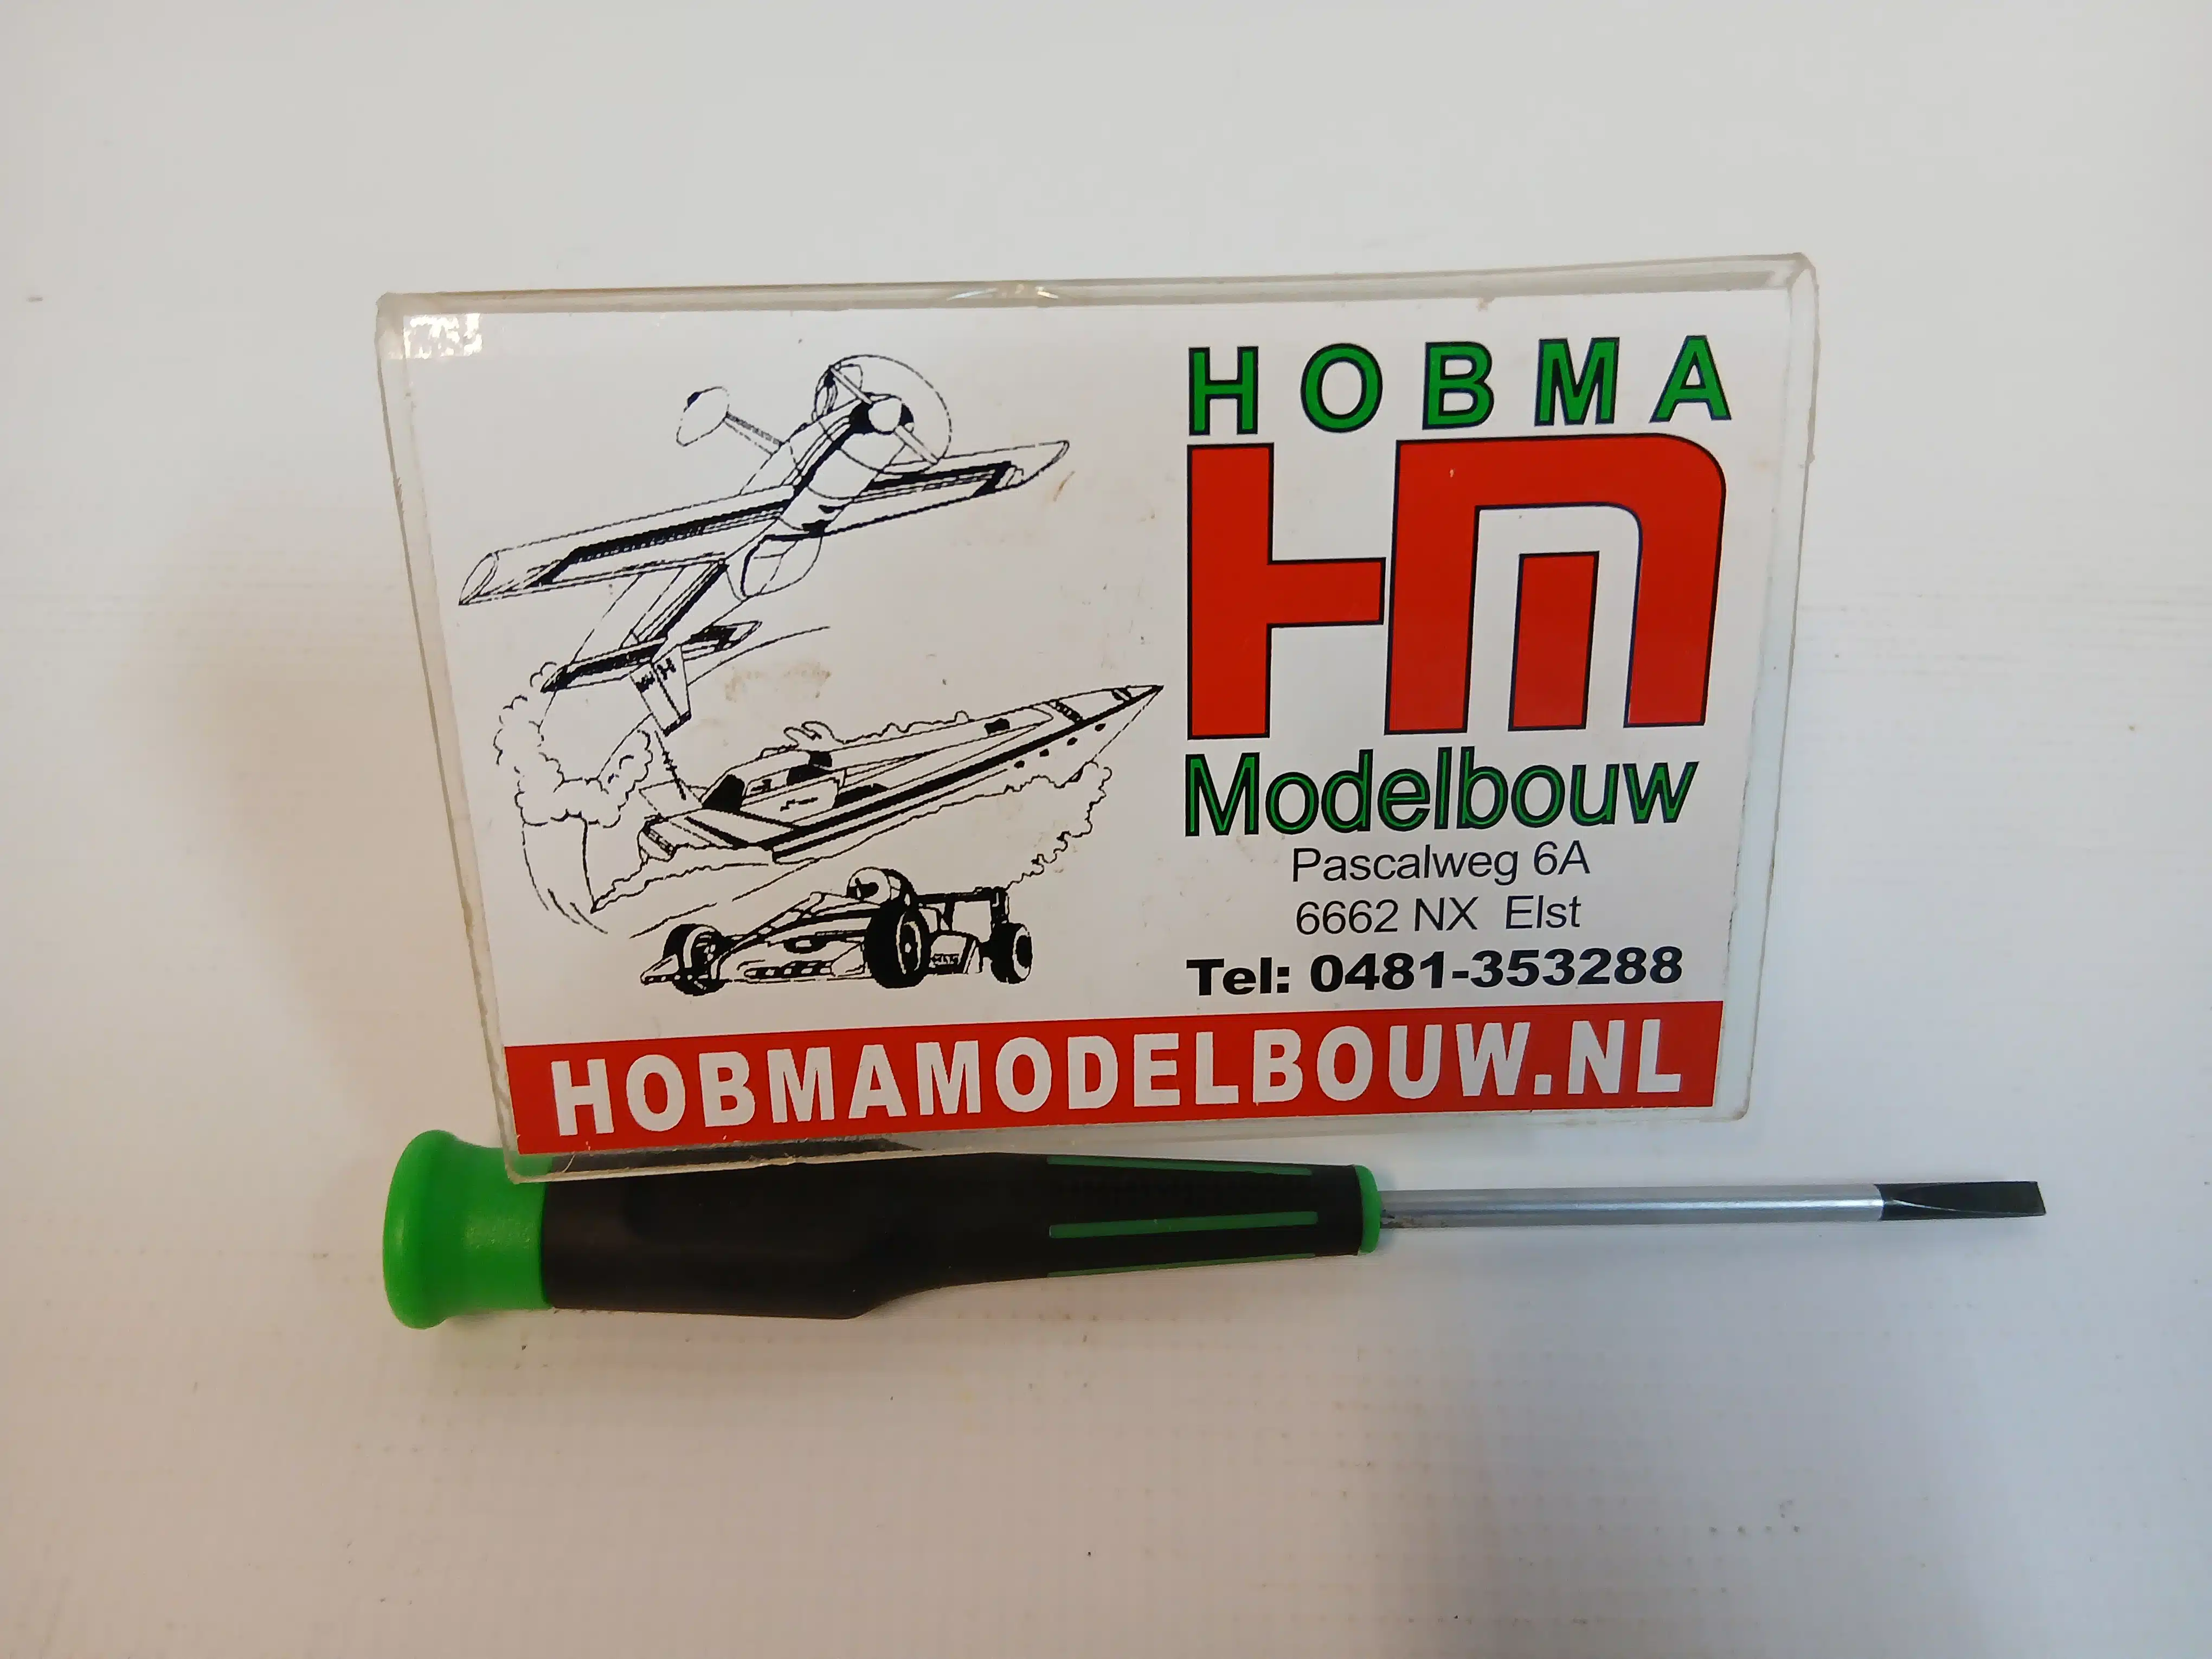 HOBMA
HM
Modelbouw
Pascalweg 6A
6662 NX Elst
Tel: 0481-353288
HOBMAMODELBOUW.NL